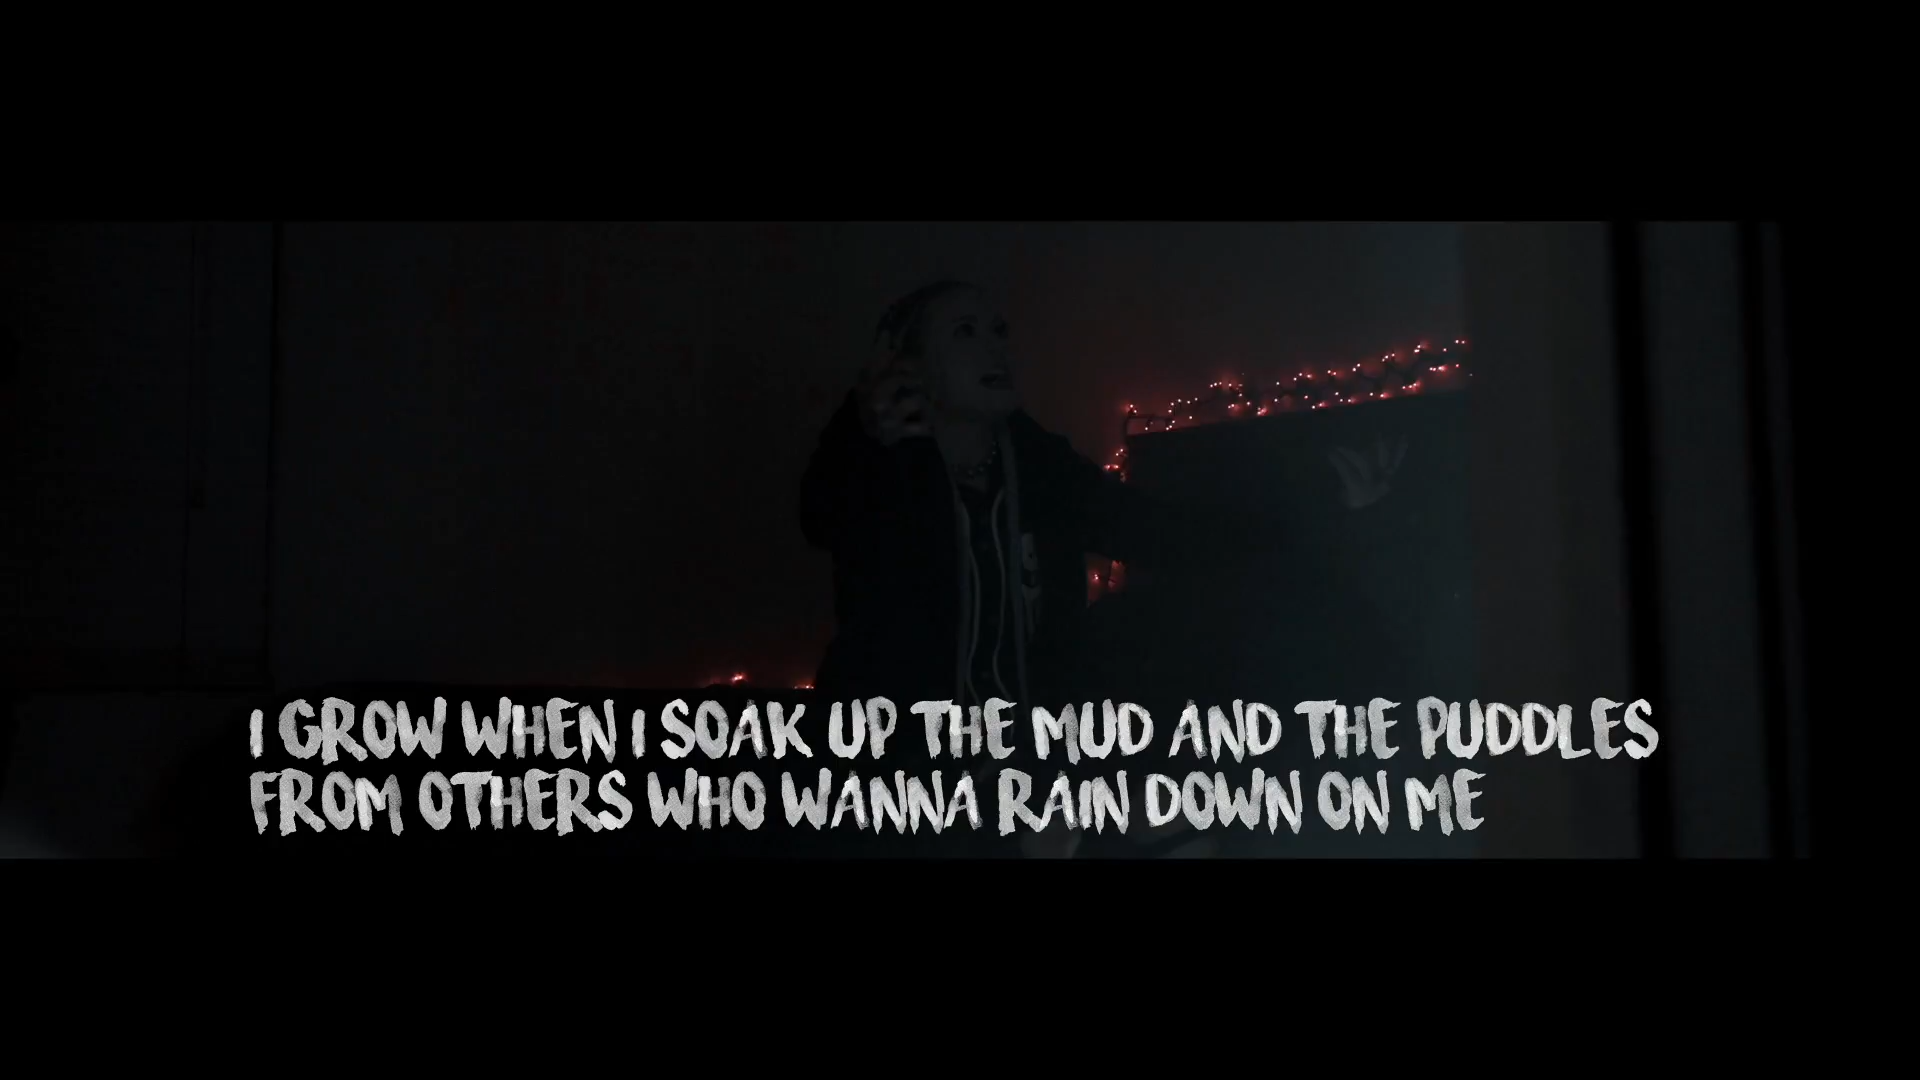 I GROW WHEN I SOAK UP THE MUD AND THE PUDDLES
FROM OTHERS WHO WANNA RAIN DOWN ON ME